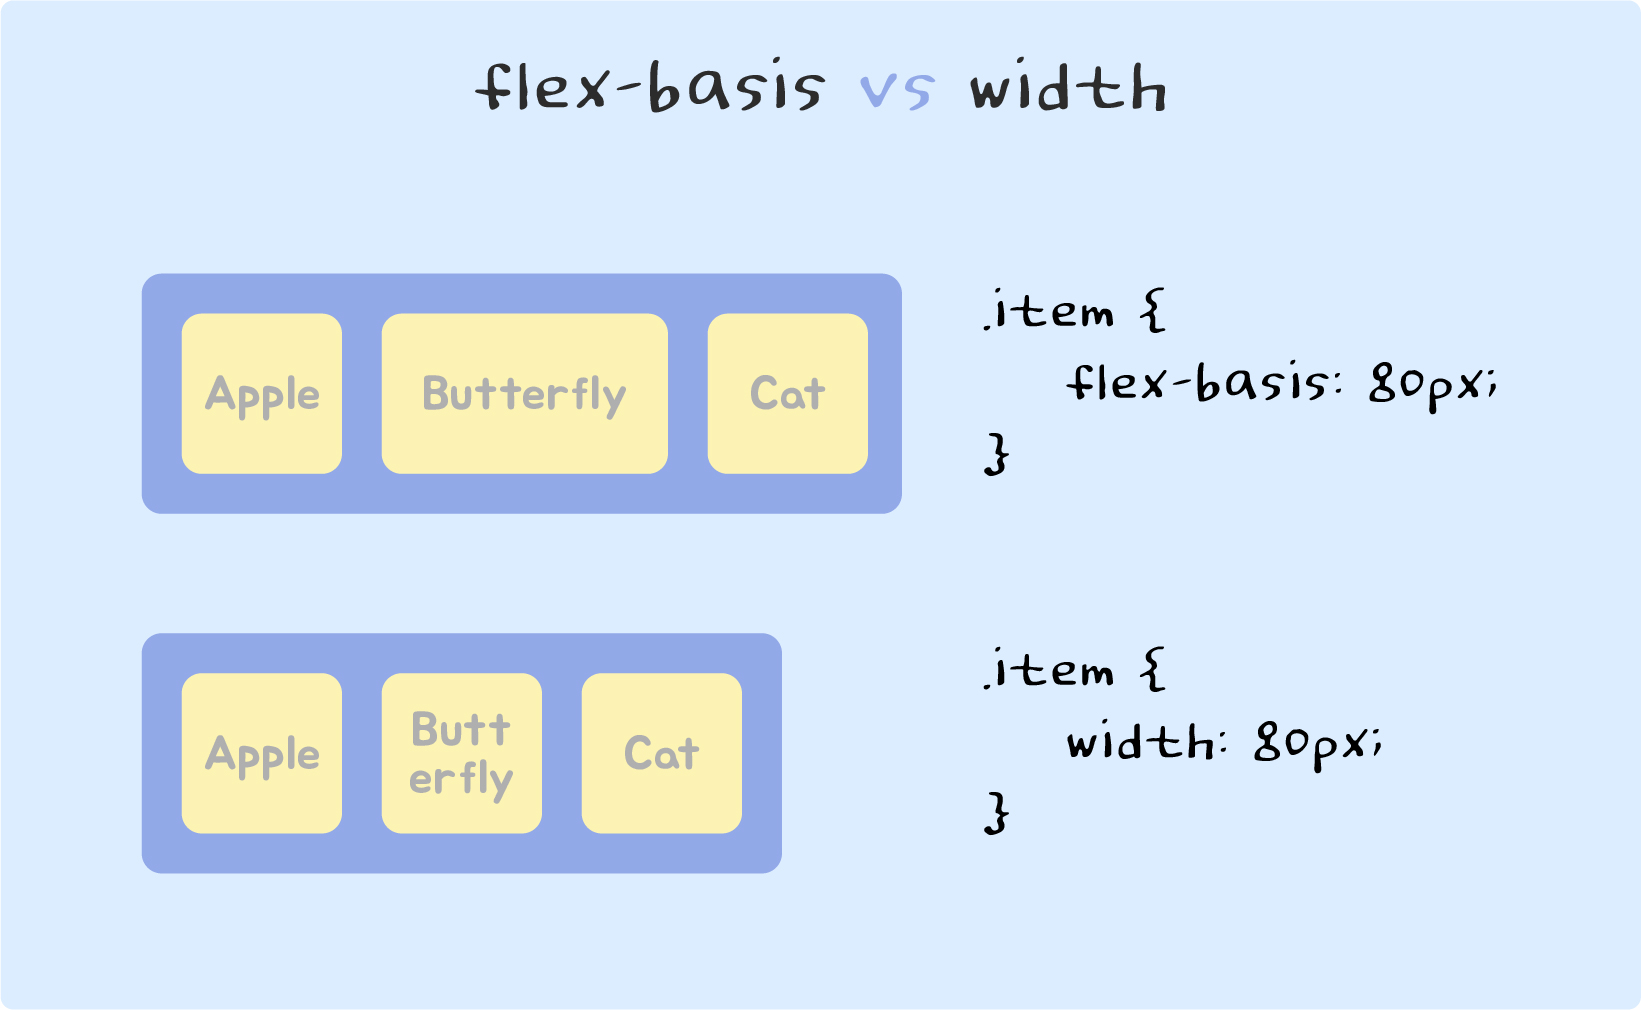 flex-basis vs width
Apple Butterfly Cat
.item {
flex-basis: 80px;
}
Apple
Butt
erfly
Cat
.item {
width: 80px;
}